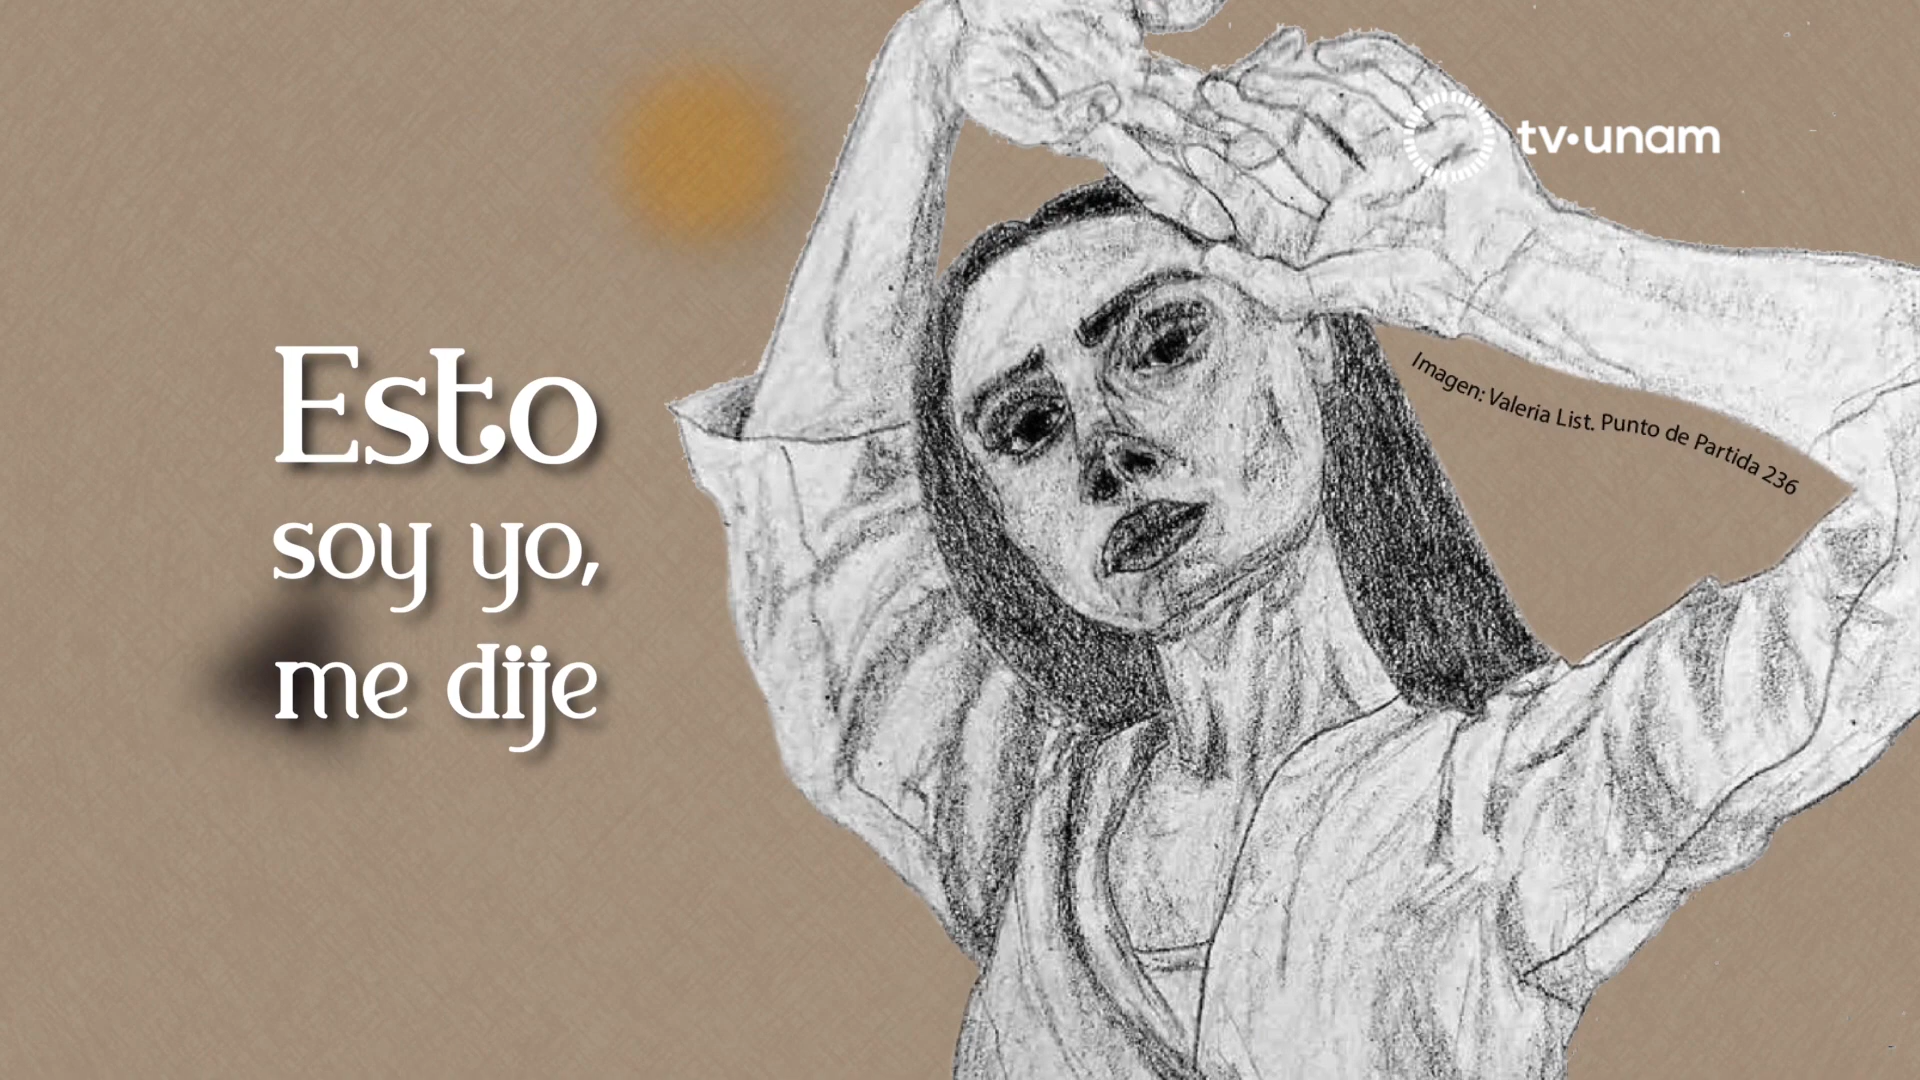 tv·unam
Imagen: Valeria List. Punto de Partida 236
Esto
soy yo,
me dije